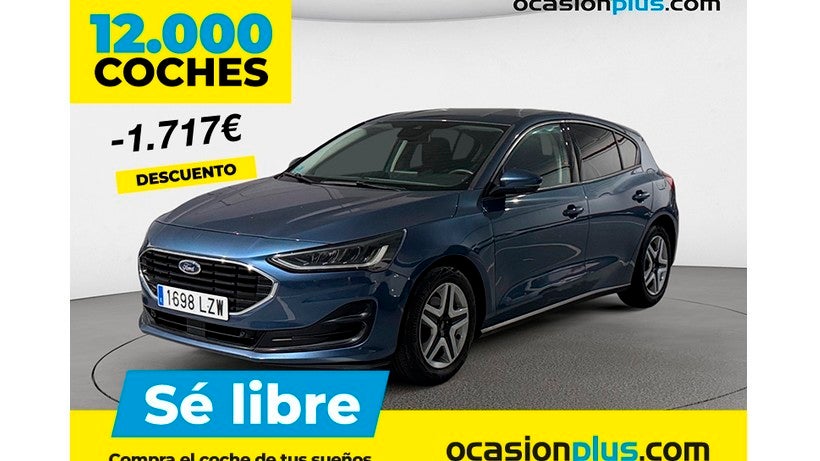 ocasionplus.com
12.000
COCHES
-1.717€
DESCUENTO
Ford
1698 LZW
Sé libre
Compra el coche de tus sueños
ocasionplus.com